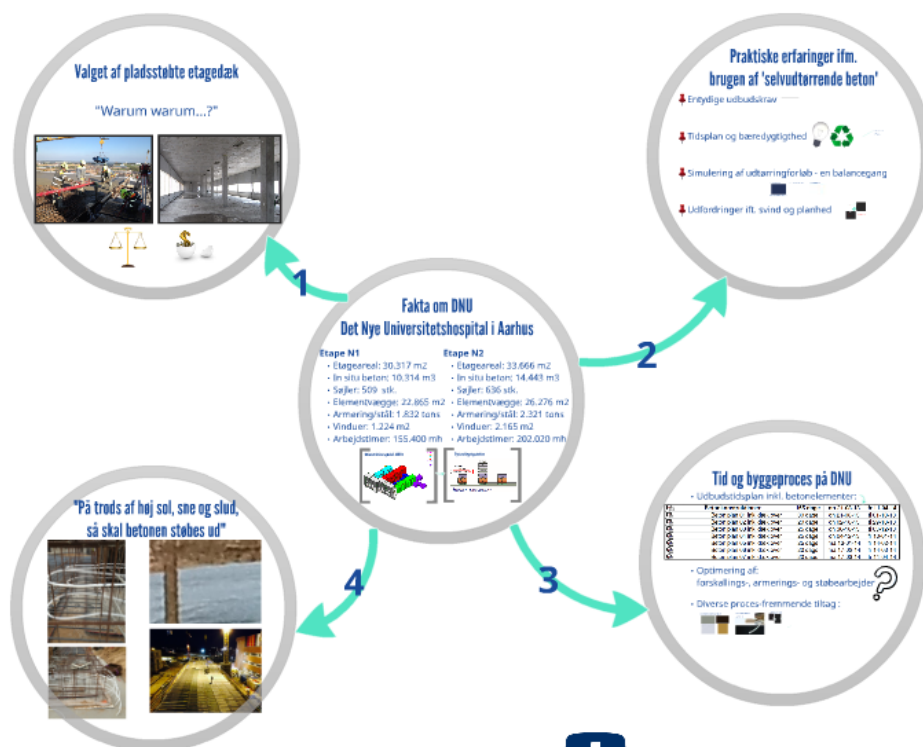 Valget af pladsstøbte etagedæk
"Warum warum...?"
1
Praktiske erfaringer ifm.
brugen af 'selvudtørrende beton'
Entydige udbudskrav
Tidsplan og bæredygtigthed
Simulering af udtørringforløb - en balancegang
Udfordringer ift. svind og planhed
2
Fakta om DNU
Det Nye Universitetshospital i Aarhus
Etape N1
• Etageareal: 30.317 m2
• In situ beton: 10.314 m3
• Søjler: 509 stk.
• Elementvægge: 22.865 m2
• Armering/stål: 1.832 tons
• Vinduer: 1.224 m2
• Arbejdstimer: 155.400 mh
Etape N2
• Etageareal: 33.666 m2
• In situ beton: 14.443 m3
• Søjler: 636 stk.
• Elementvægge: 26.276 m2
• Armering/stål: 2.321 tons
• Vinduer: 2.165 m2
• Arbejdstimer: 202.020 mh
Tid og byggeproces på DNU
• Udbudstidsplan inkl. betonelementer:
• Optimering af:
forskallings-, armerings- og støbearbejder
?
• Diverse proces-fremmende tiltag:
3
"På trods af høj sol, sne og slud,
så skal betonen støbes ud"
4